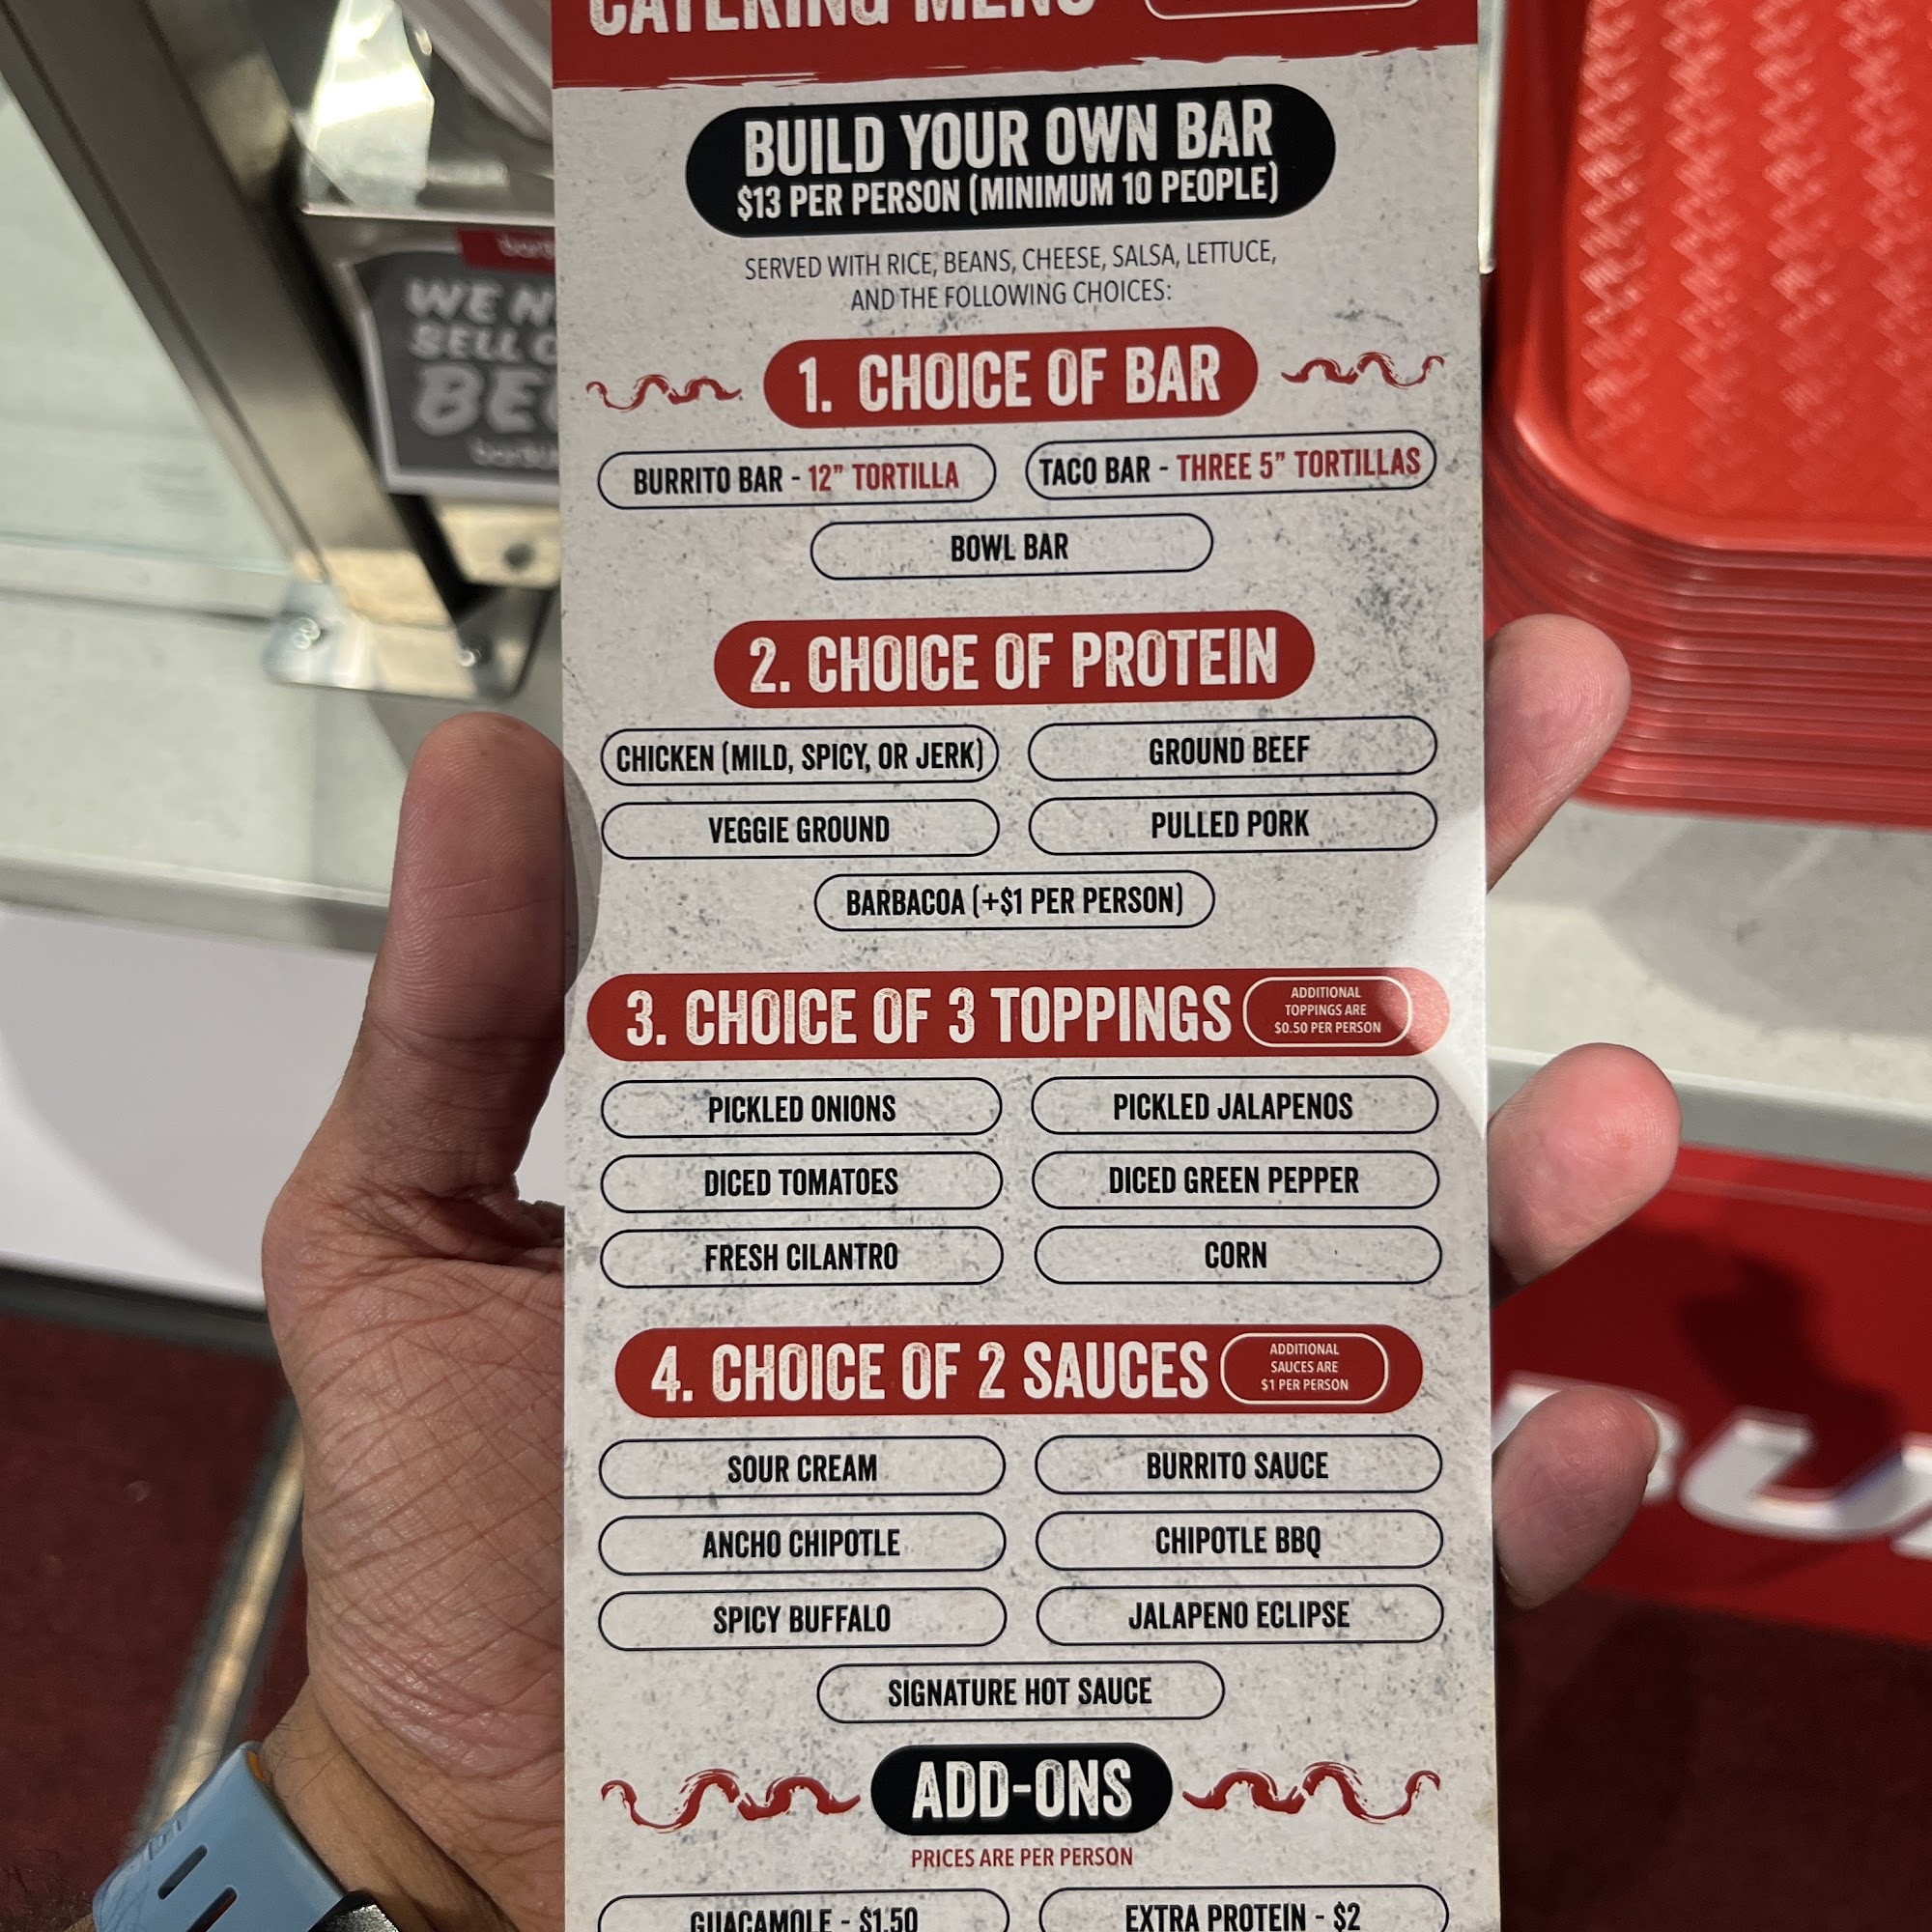 CATERING MENU
BUILD YOUR OWN BAR
$13 PER PERSON (MINIMUM 10 PEOPLE)
SERVED WITH RICE, BEANS, CHEESE, SALSA, LETTUCE,
AND THE FOLLOWING CHOICES:
1. CHOICE OF BAR
BURRITO BAR - 12" TORTILLA
TACO BAR - THREE 5" TORTILLAS
BOWL BAR
2. CHOICE OF PROTEIN
CHICKEN (MILD, SPICY, OR JERK)
GROUND BEEF
VEGGIE GROUND
PULLED PORK
BARBACOA (+$1 PER PERSON)
3. CHOICE OF 3 TOPPINGS
ADDITIONAL
TOPPINGS ARE
$0.50 PER PERSON
PICKLED ONIONS
PICKLED JALAPENOS
DICED TOMATOES
DICED GREEN PEPPER
FRESH CILANTRO
CORN
4. CHOICE OF 2 SAUCES
ADDITIONAL
SAUCES ARE
$1 PER PERSON
SOUR CREAM
BURRITO SAUCE
ANCHO CHIPOTLE
CHIPOTLE BBQ
SPICY BUFFALO
JALAPENO ECLIPSE
SIGNATURE HOT SAUCE
ADD-ONS
PRICES ARE PER PERSON
GUACAMOLE - $1.50
EXTRA PROTEIN - $2
WE
SELL